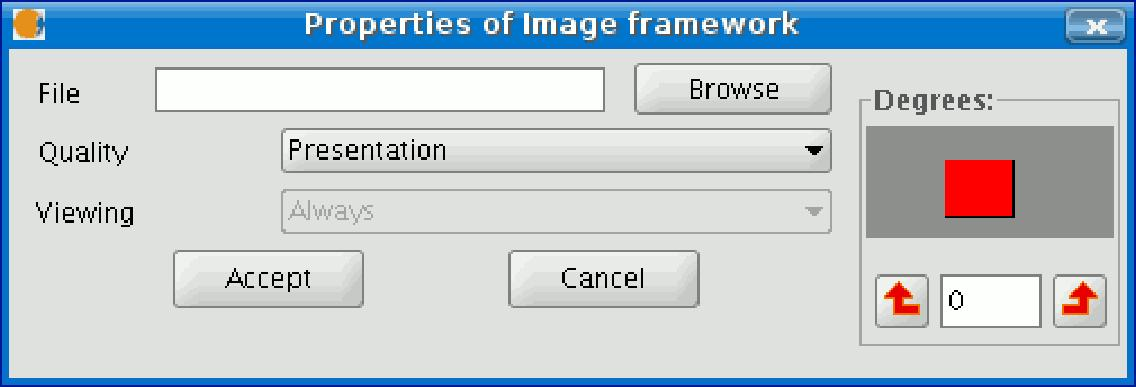 Properties of Image framework
File
Browse
Degrees:
Quality
Presentation
Viewing
Always
Accept
Cancel
0